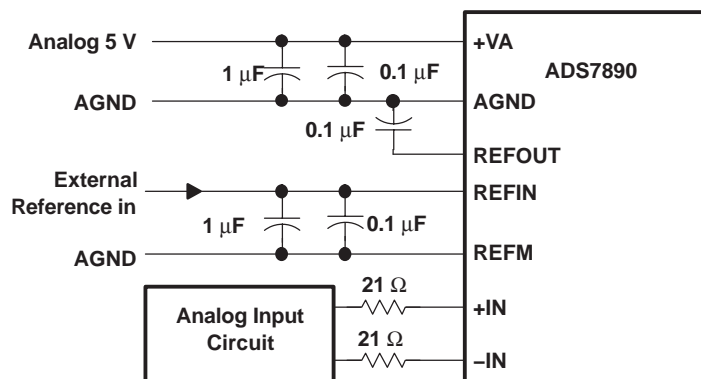 Analog 5 V
1 μF
0.1 μF
+VA
ADS7890
AGND
AGND
0.1 μF
REFOUT
External
Reference in
REFIN
1 μF
0.1 μF
AGND
REFM
21 Ω
+IN
Analog Input
Circuit
21 Ω
−IN